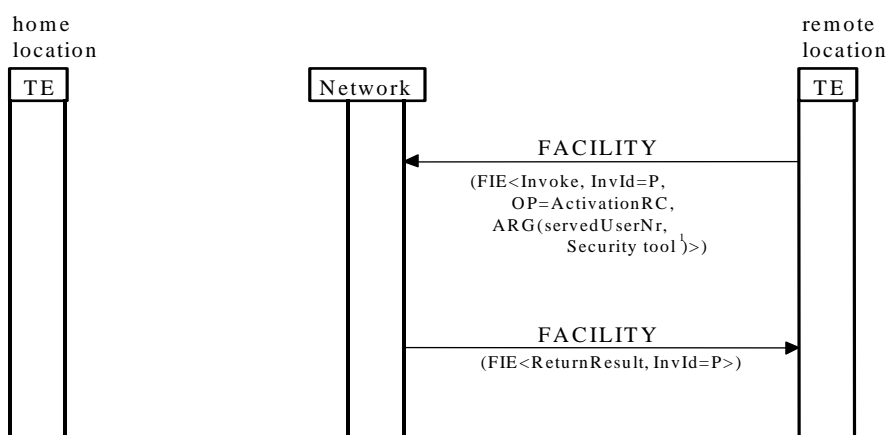 home
location
remote
location
TE
Network
TE
FACILITY
(FIE<Invoke, InvId=P,
OP=ActivationRC,
ARG(servedUserNr,
Security tool 1)>)
FACILITY
(FIE<ReturnResult, InvId=P>)